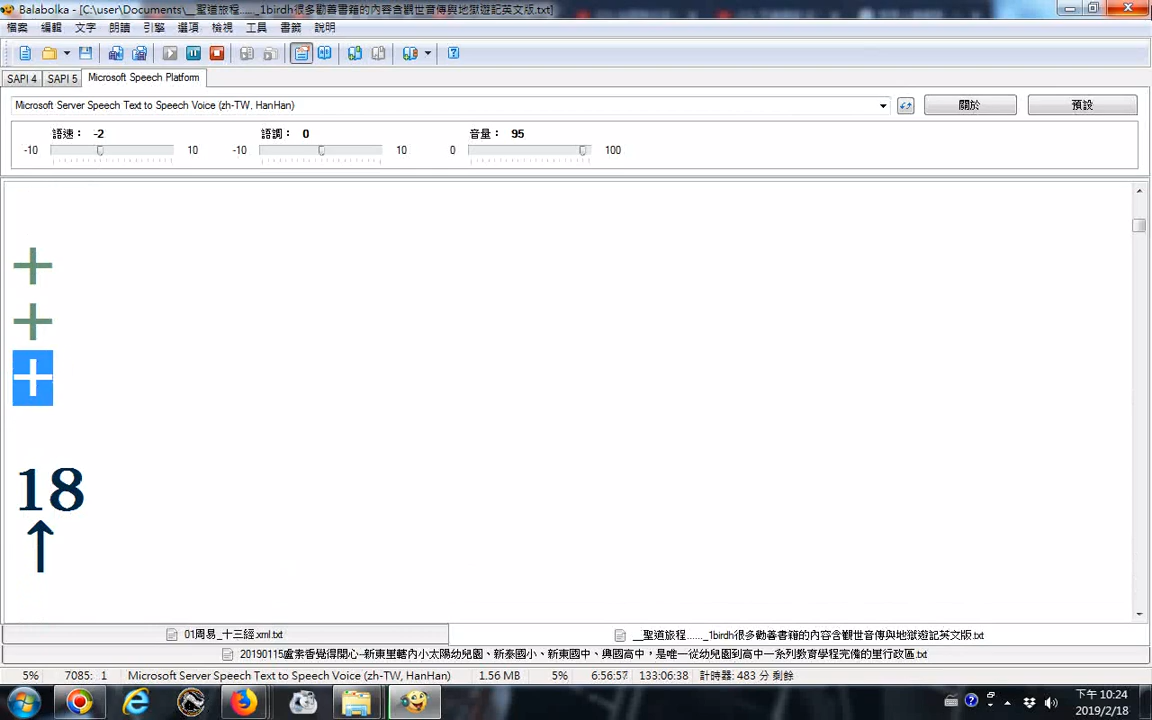 Balabolka - [C:\user\Documents\__聖道旅程......_1birdh很多勸善書籍的內容含觀世音傳與地獄遊記英文版.txt]
檔案 編輯 文字 朗讀 引擎 選項 檢視 工具 書籤 說明
SAPI 4 SAPI 5 Microsoft Speech Platform
Microsoft Server Speech Text to Speech Voice (zh-TW, HanHan) 關於 預設
語速： -2 語調： 0 音量： 95
-10 10 -10 10 0 100
+
+
+
18
↑
01周易_十三經.xml.txt __聖道旅程......_1birdh很多勸善書籍的內容含觀世音傳與地獄遊記英文版.txt
20190115盧素香覺得開心-新東里轄內小太陽幼兒園、新泰國小、新東國中、興國高中，是唯一從幼兒園到高中一系列教育學程完備的里行政區.txt
5% 7085: 1 Microsoft Server Speech Text to Speech Voice (zh-TW, HanHan) 1.56 MB 5% 6:56:57 133:06:38 計時器: 483 分 剩餘
下午 10:24
2019/2/18